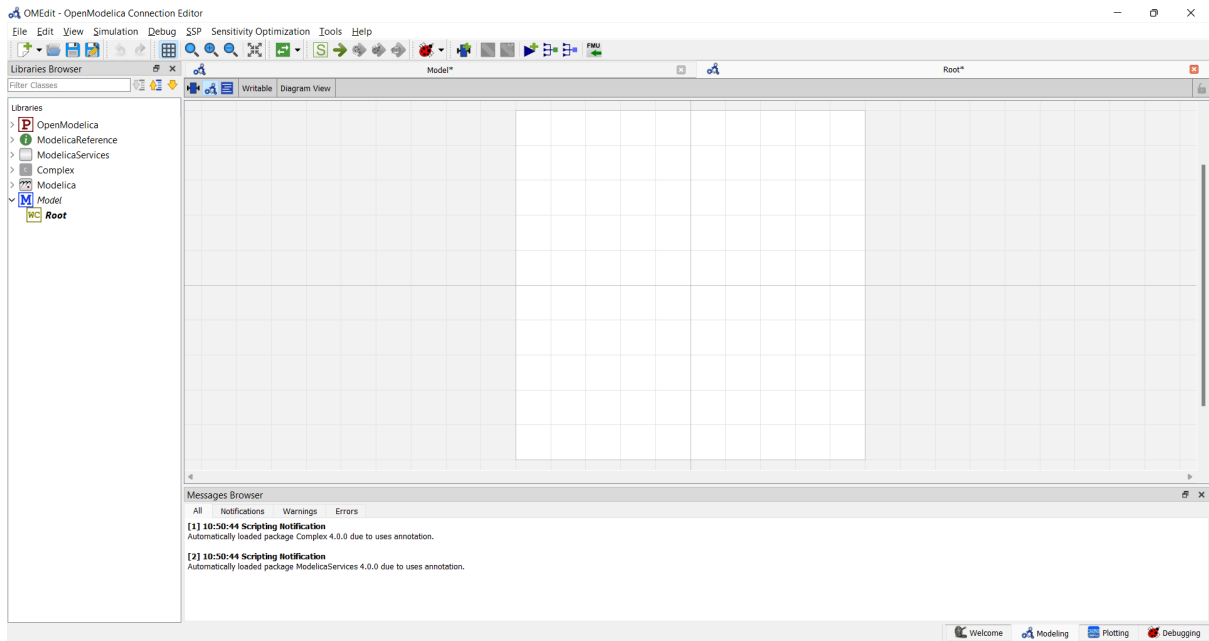 OMEdit - OpenModelica Connection Editor
File Edit View Simulation Debug SSP Sensitivity Optimization Tools Help
S FMU
Libraries Browser
Model*
Root*
Filter Classes
Writable Diagram View
Libraries
P OpenModelica
i ModelicaReference
ModelicaServices
C Complex
Modelica
M Model
WC Root
Messages Browser
All Notifications Warnings Errors
[1] 10:50:44 Scripting Notification
Automatically loaded package Complex 4.0.0 due to uses annotation.
[2] 10:50:44 Scripting Notification
Automatically loaded package ModelicaServices 4.0.0 due to uses annotation.
Welcome Modeling Plotting Debugging